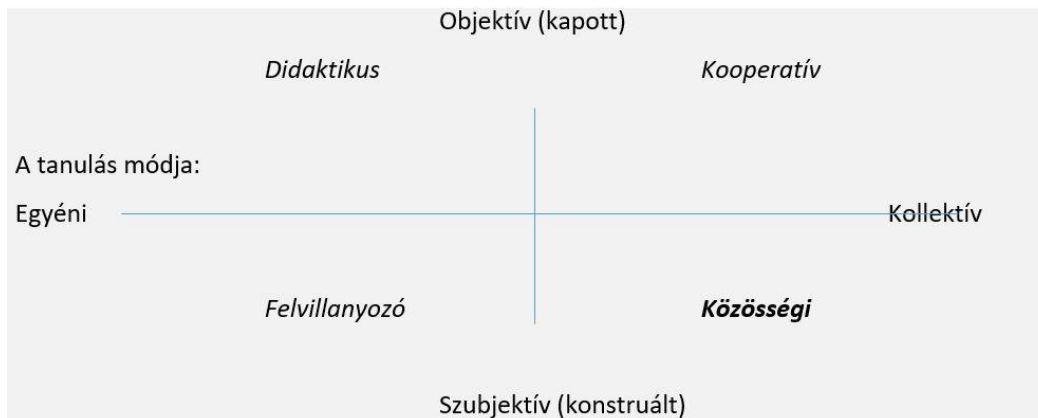 Objektív (kapott)
Didaktikus Kooperatív
A tanulás módja:
Egyéni Kollektív
Felvillanyozó Közösségi
Szubjektív (konstruált)